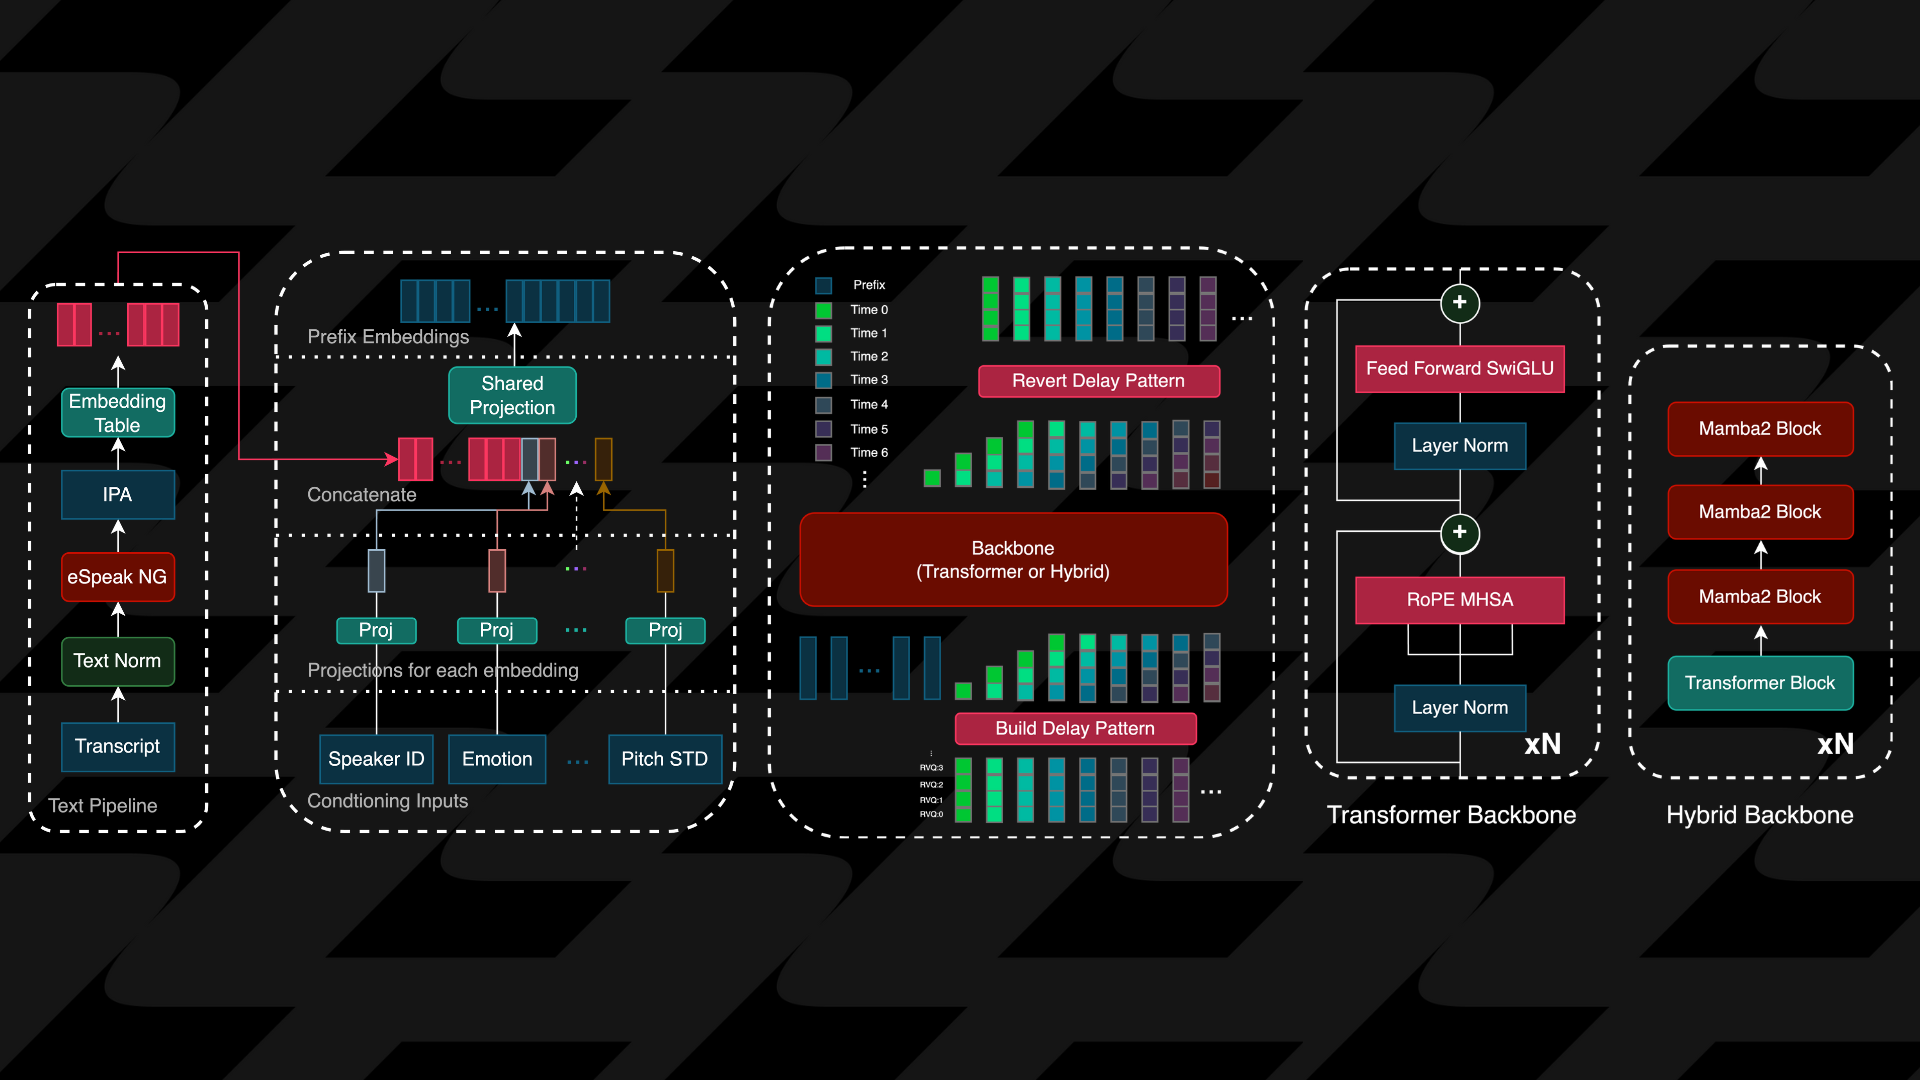 Embedding
Table
IPA
eSpeak NG
Text Norm
Transcript
Text Pipeline
Prefix Embeddings
Shared
Projection
Concatenate
Proj
Proj
Proj
Projections for each embedding
Speaker ID
Emotion
Pitch STD
Condtioning Inputs
Prefix
Time 0
Time 1
Time 2
Time 3
Time 4
Time 5
Time 6
Revert Delay Pattern
Backbone
(Transformer or Hybrid)
Build Delay Pattern
RVQ:3
RVQ:2
RVQ:1
RVQ:0
+
Feed Forward SwiGLU
Layer Norm
+
RoPE MHSA
Layer Norm
xN
Transformer Backbone
Mamba2 Block
Mamba2 Block
Mamba2 Block
Transformer Block
xN
Hybrid Backbone